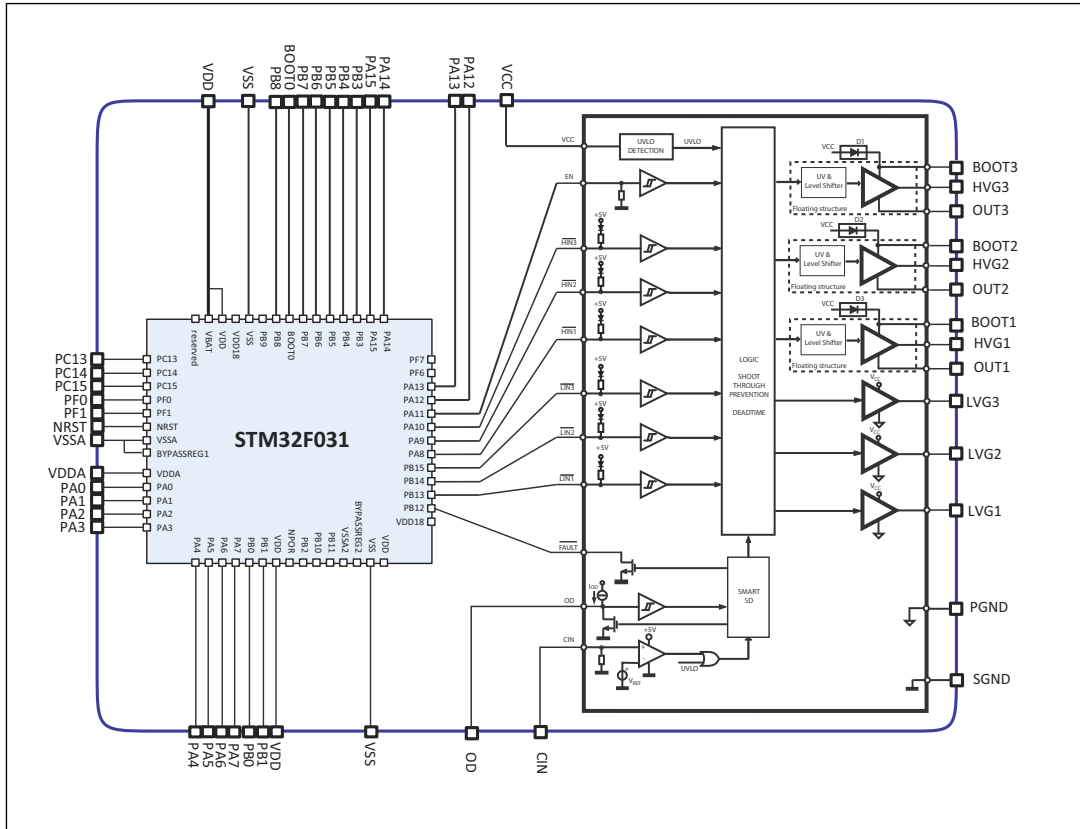 VDD
VSS
PB8
BOOT0
PB7
PB6
PB5
PB4
PB3
PA15
PA14
PA13
PA12
VCC
VCC
UVLO
DETECTION
UVLO
EN
+5V
HIN3
+5V
HIN2
+5V
HIN1
+5V
LIN3
+5V
LIN2
+5V
LIN1
LOGIC
SHOOT
THROUGH
PREVENTION
DEADTIME
VCC
D1
UV &
Level Shifter
Floating structure
BOOT3
HVG3
OUT3
VCC
D2
UV &
Level Shifter
Floating structure
BOOT2
HVG2
OUT2
VCC
D3
UV &
Level Shifter
Floating structure
BOOT1
HVG1
OUT1
VCC
LVG3
VCC
LVG2
VCC
LVG1
PGND
SGND
reserved
VBAT
VDD
VDD18
VSS
PB9
PB8
BOOT0
PB7
PB6
PB5
PB4
PB3
PA15
PA14
PC13
PC14
PC15
PF0
PF1
NRST
VSSA
VDDA
PA0
PA1
PA2
PA3
PC13
PC14
PC15
PF0
PF1
NRST
VSSA
BYPASSREG1
VDDA
PA0
PA1
PA2
PA3
STM32F031
PF7
PF6
PA13
PA12
PA11
PA10
PA9
PA8
PB15
PB14
PB13
PB12
VDD18
PA4
PA5
PA6
PA7
PB0
PB1
VDD
NPOR
PB2
PB10
PB11
VSSA2
BYPASSREG2
VSS
VDD
FAULT
IOD
OD
SMART
SD
CIN
+5V
VREF
UVLO
PA4
PA5
PA6
PA7
PB0
PB1
VDD
VSS
OD
CIN